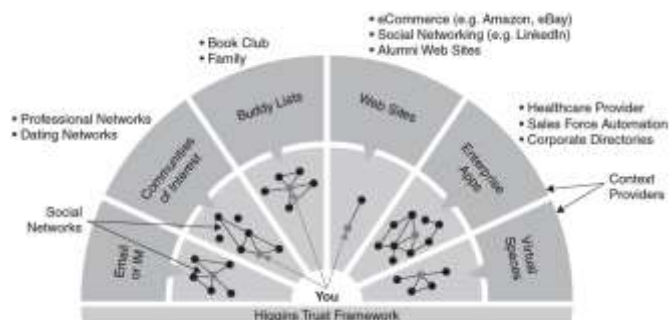 • eCommerce (e.g. Amazon, eBay)
• Social Networking (e.g. LinkedIn)
• Alumni Web Sites
• Book Club
• Family
• Professional Networks
• Dating Networks
• Healthcare Provider
• Sales Force Automation
• Corporate Directories
Buddy Lists
Web Sites
Communities
of Interest
Enterprise
Apps
Context
Providers
Social
Networks
Email
or IM
Virtual
Spaces
You
Higgins Trust Framework